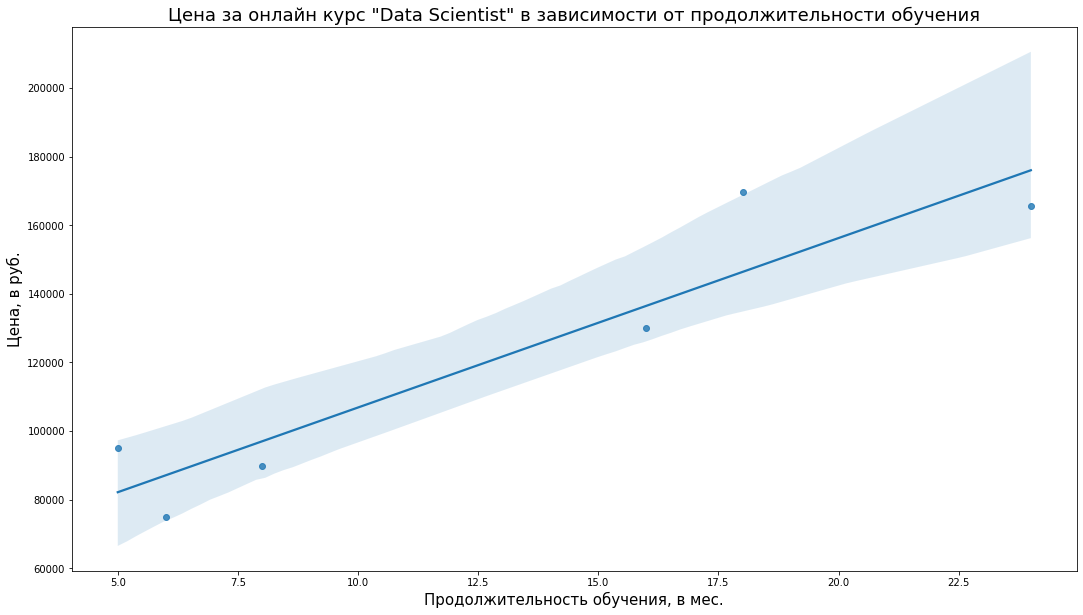 Цена за онлайн курс "Data Scientist" в зависимости от продолжительности обучения
Цена, в руб.
200000
180000
160000
140000
120000
100000
80000
60000
5.0 7.5 10.0 12.5 15.0 17.5 20.0 22.5
Продолжительность обучения, в мес.